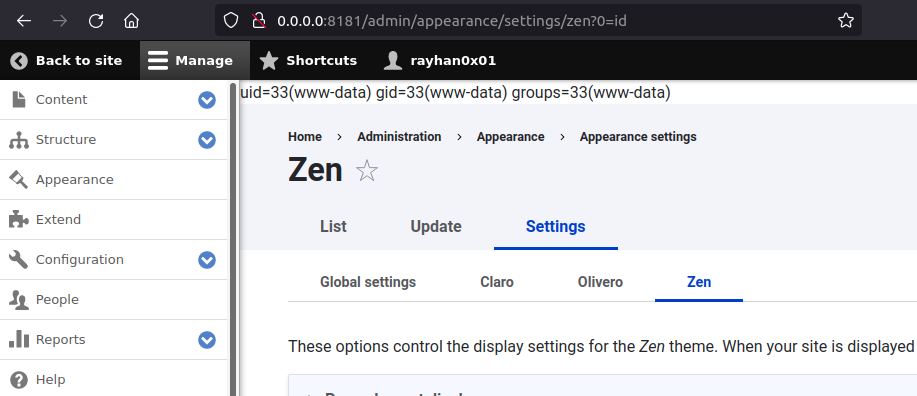 0.0.0.0:8181/admin/appearance/settings/zen?0=id
Back to site Manage Shortcuts rayhan0x01
uid=33(www-data) gid=33(www-data) groups=33(www-data)
Content
Structure
Appearance
Extend
Configuration
People
Reports
Help
Home › Administration › Appearance › Appearance settings
Zen
List Update Settings
Global settings Claro Olivero Zen
These options control the display settings for the Zen theme. When your site is displayed